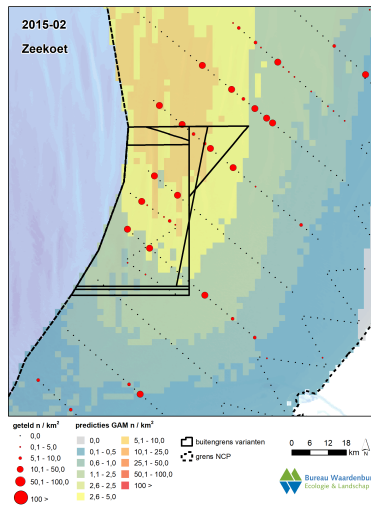 2015-02
Zeekoet
geteld n / km²
0,0
0,1 - 5,0
5,1 - 10,0
10,1 - 50,0
50,1 - 100,0
100 >
predicties GAM n / km²
0,0
0,1 - 0,5
0,6 - 1,0
1,1 - 2,5
2,6 - 2,5
2,6 - 5,0
5,1 - 10,0
10,1 - 25,0
25,1 - 50,0
50,1 - 100,0
100 >
buitengrens varianten
grens NCP
0 6 12 18
km
N
Bureau Waardenbu
Ecologie & Landschap